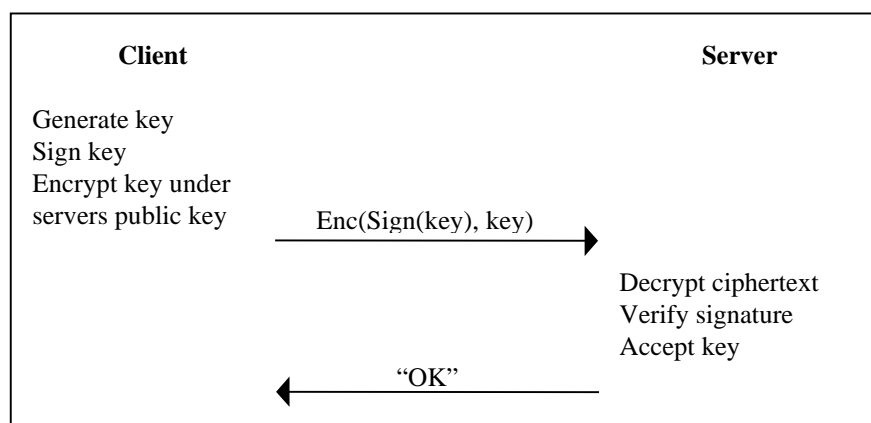 Client
Server
Generate key
Sign key
Encrypt key under
servers public key
Enc(Sign(key), key)
Decrypt ciphertext
Verify signature
Accept key
“OK”